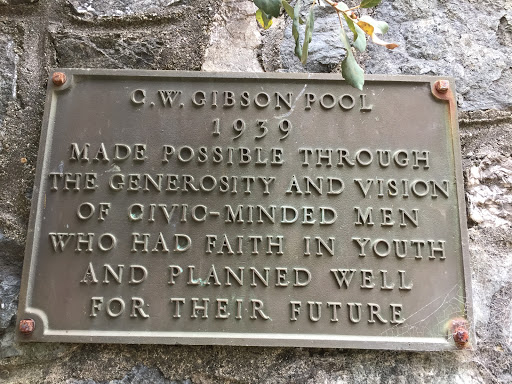 C.W. GIBSON POOL
1939
MADE POSSIBLE THROUGH
THE GENEROSITY AND VISION
OF CIVIC-MINDED MEN
WHO HAD FAITH IN YOUTH
AND PLANNED WELL
FOR THEIR FUTURE